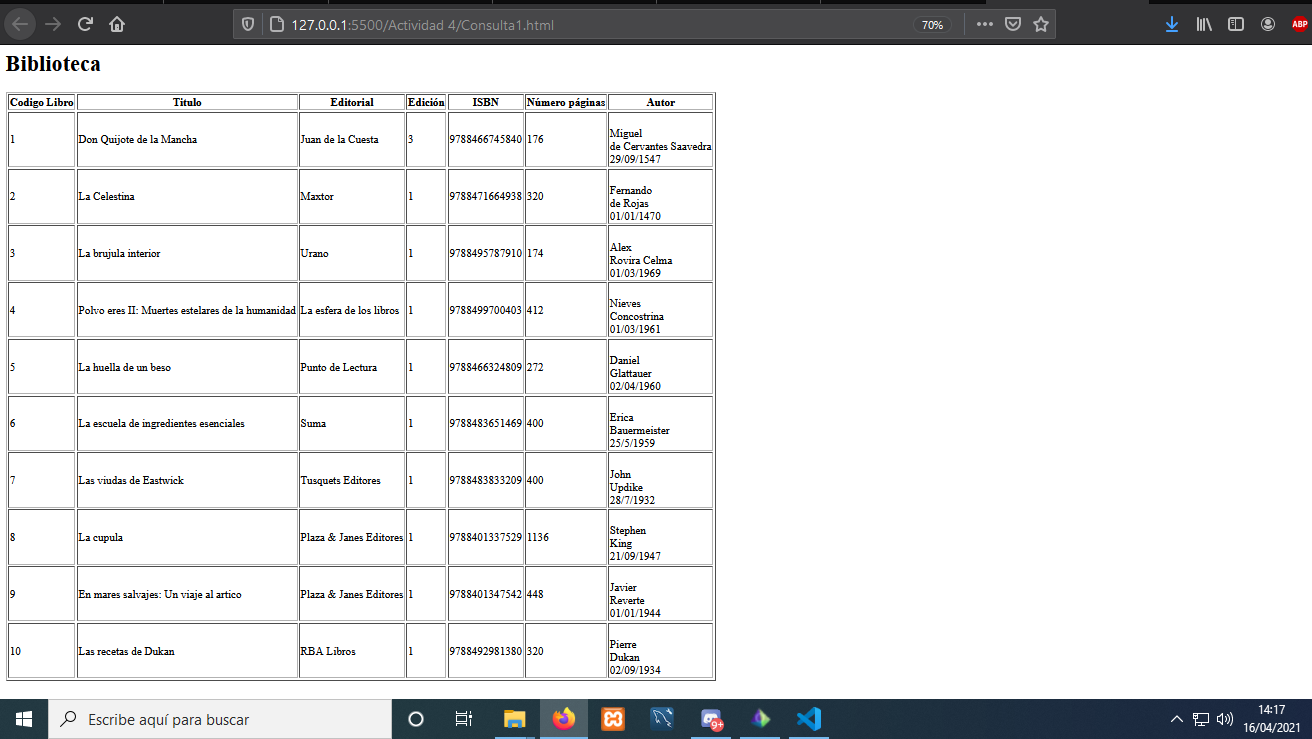 127.0.0.1:5500/Actividad 4/Consulta1.html
70%
ABP
Biblioteca
Codigo Libro Titulo Editorial Edición ISBN Número páginas Autor
1 Don Quijote de la Mancha Juan de la Cuesta 3 9788466745840 176 Miguel
de Cervantes Saavedra
29/09/1547
2 La Celestina Maxtor 1 9788471664938 320 Fernando
de Rojas
01/01/1470
3 La brujula interior Urano 1 9788495787910 174 Alex
Rovira Celma
01/03/1969
4 Polvo eres II: Muertes estelares de la humanidad La esfera de los libros 1 9788499700403 412 Nieves
Concostrina
01/03/1961
5 La huella de un beso Punto de Lectura 1 9788466324809 272 Daniel
Glattauer
02/04/1960
6 La escuela de ingredientes esenciales Suma 1 9788483651469 400 Erica
Bauermeister
25/5/1959
7 Las viudas de Eastwick Tusquets Editores 1 9788483833209 400 John
Updike
28/7/1932
8 La cupula Plaza & Janes Editores 1 9788401337529 1136 Stephen
King
21/09/1947
9 En mares salvajes: Un viaje al artico Plaza & Janes Editores 1 9788401347542 448 Javier
Reverte
01/01/1944
10 Las recetas de Dukan RBA Libros 1 9788492981380 320 Pierre
Dukan
02/09/1934
Escribe aquí para buscar
9+
14:17
16/04/2021